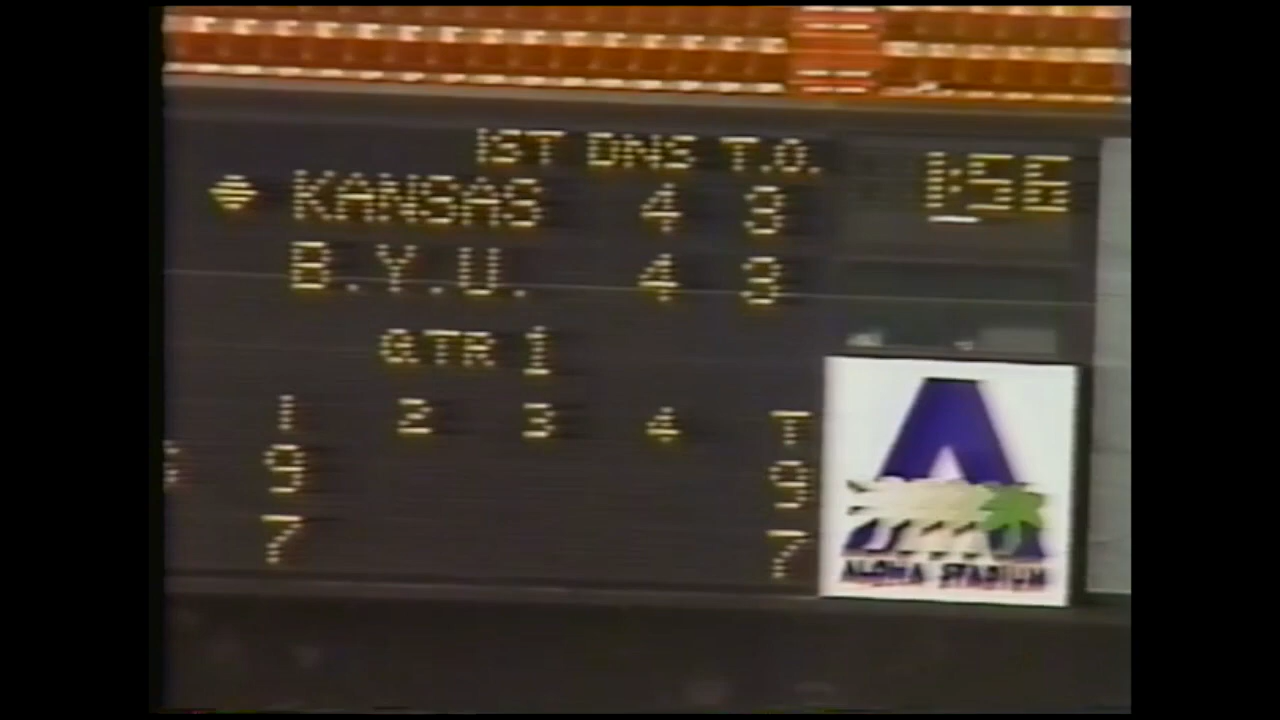 1ST DNS T.O.
1:56
KANSAS 4 3
B.Y.U. 4 3
QTR 1
1 2 3 4 T
9 9
7 7
ALOHA STADIUM